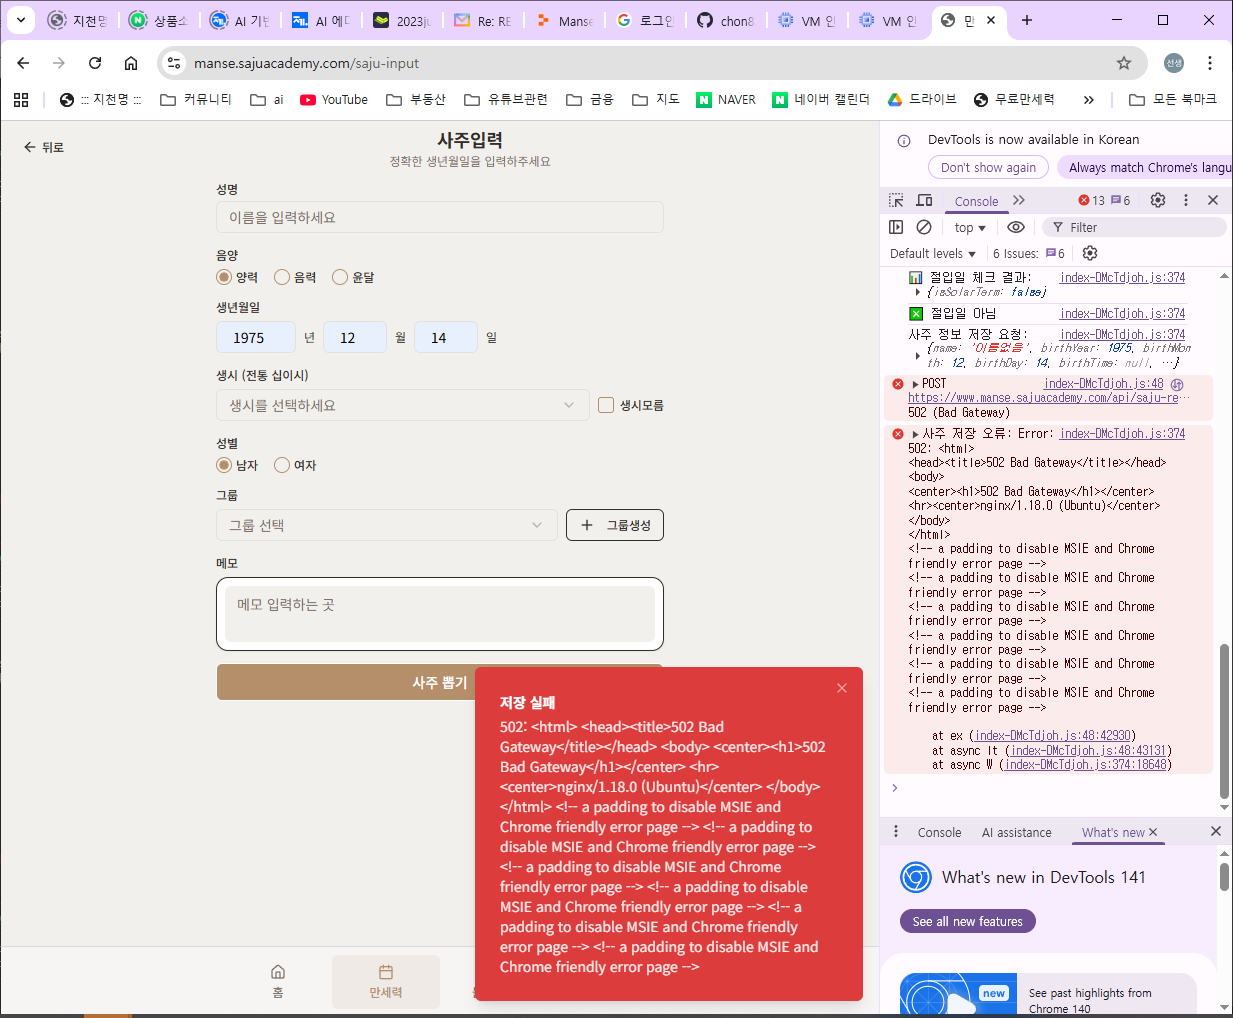 지천명
상품소
AI 기반
AI 에디
2023ju
Re: RE
Manse
로그인
chon8
VM 인
VM 인
만
manse.sajuacademy.com/saju-input
선생
::: 지천명 :::
커뮤니티
ai
YouTube
부동산
유튜브관련
금융
지도
NAVER
네이버 캘린더
드라이브
무료만세력
모든 북마크
뒤로
사주입력
정확한 생년월일을 입력하주세요
성명
이름을 입력하세요
음양
양력 음력 윤달
생년월일
1975 년 12 월 14 일
생시 (전통 십이시)
생시를 선택하세요
생시모름
성별
남자 여자
그룹
그룹 선택
그룹생성
메모
메모 입력하는 곳
사주 뽑기
저장 실패
502: <html> <head><title>502 Bad
Gateway</title></head> <body> <center><h1>502
Bad Gateway</h1></center> <hr>
<center>nginx/1.18.0 (Ubuntu)</center> </body>
</html> <!-- a padding to disable MSIE and
Chrome friendly error page --> <!-- a padding to
disable MSIE and Chrome friendly error page -->
<!-- a padding to disable MSIE and Chrome
friendly error page --> <!-- a padding to disable
MSIE and Chrome friendly error page --> <!-- a
padding to disable MSIE and Chrome friendly
error page --> <!-- a padding to disable MSIE and
Chrome friendly error page -->
홈
만세력
DevTools is now available in Korean
Don't show again
Always match Chrome's langu
Console
13 6
top
Filter
Default levels
6 Issues: 6
절입일 체크 결과: index-DMcTdjoh.js:374
{isSolarTerm: false}
절입일 아님 index-DMcTdjoh.js:374
사주 정보 저장 요청: index-DMcTdjoh.js:374
{name: '이름없음', birthYear: 1975, birthMon
th: 12, birthDay: 14, birthTime: null, …}
POST index-DMcTdjoh.js:48
https://www.manse.sajuacademy.com/api/saju-re…
502 (Bad Gateway)
사주 저장 오류: Error: index-DMcTdjoh.js:374
502: <html>
<head><title>502 Bad Gateway</title></head>
<body>
<center><h1>502 Bad Gateway</h1></center>
<hr><center>nginx/1.18.0 (Ubuntu)</center>
</body>
</html>
<!-- a padding to disable MSIE and Chrome
friendly error page -->
<!-- a padding to disable MSIE and Chrome
friendly error page -->
<!-- a padding to disable MSIE and Chrome
friendly error page -->
<!-- a padding to disable MSIE and Chrome
friendly error page -->
<!-- a padding to disable MSIE and Chrome
friendly error page -->
<!-- a padding to disable MSIE and Chrome
friendly error page -->
at ex (index-DMcTdjoh.js:48:42930)
at async lt (index-DMcTdjoh.js:48:43131)
at async W (index-DMcTdjoh.js:374:18648)
Console
AI assistance
What's new
What's new in DevTools 141
See all new features
new
See past highlights from
Chrome 140